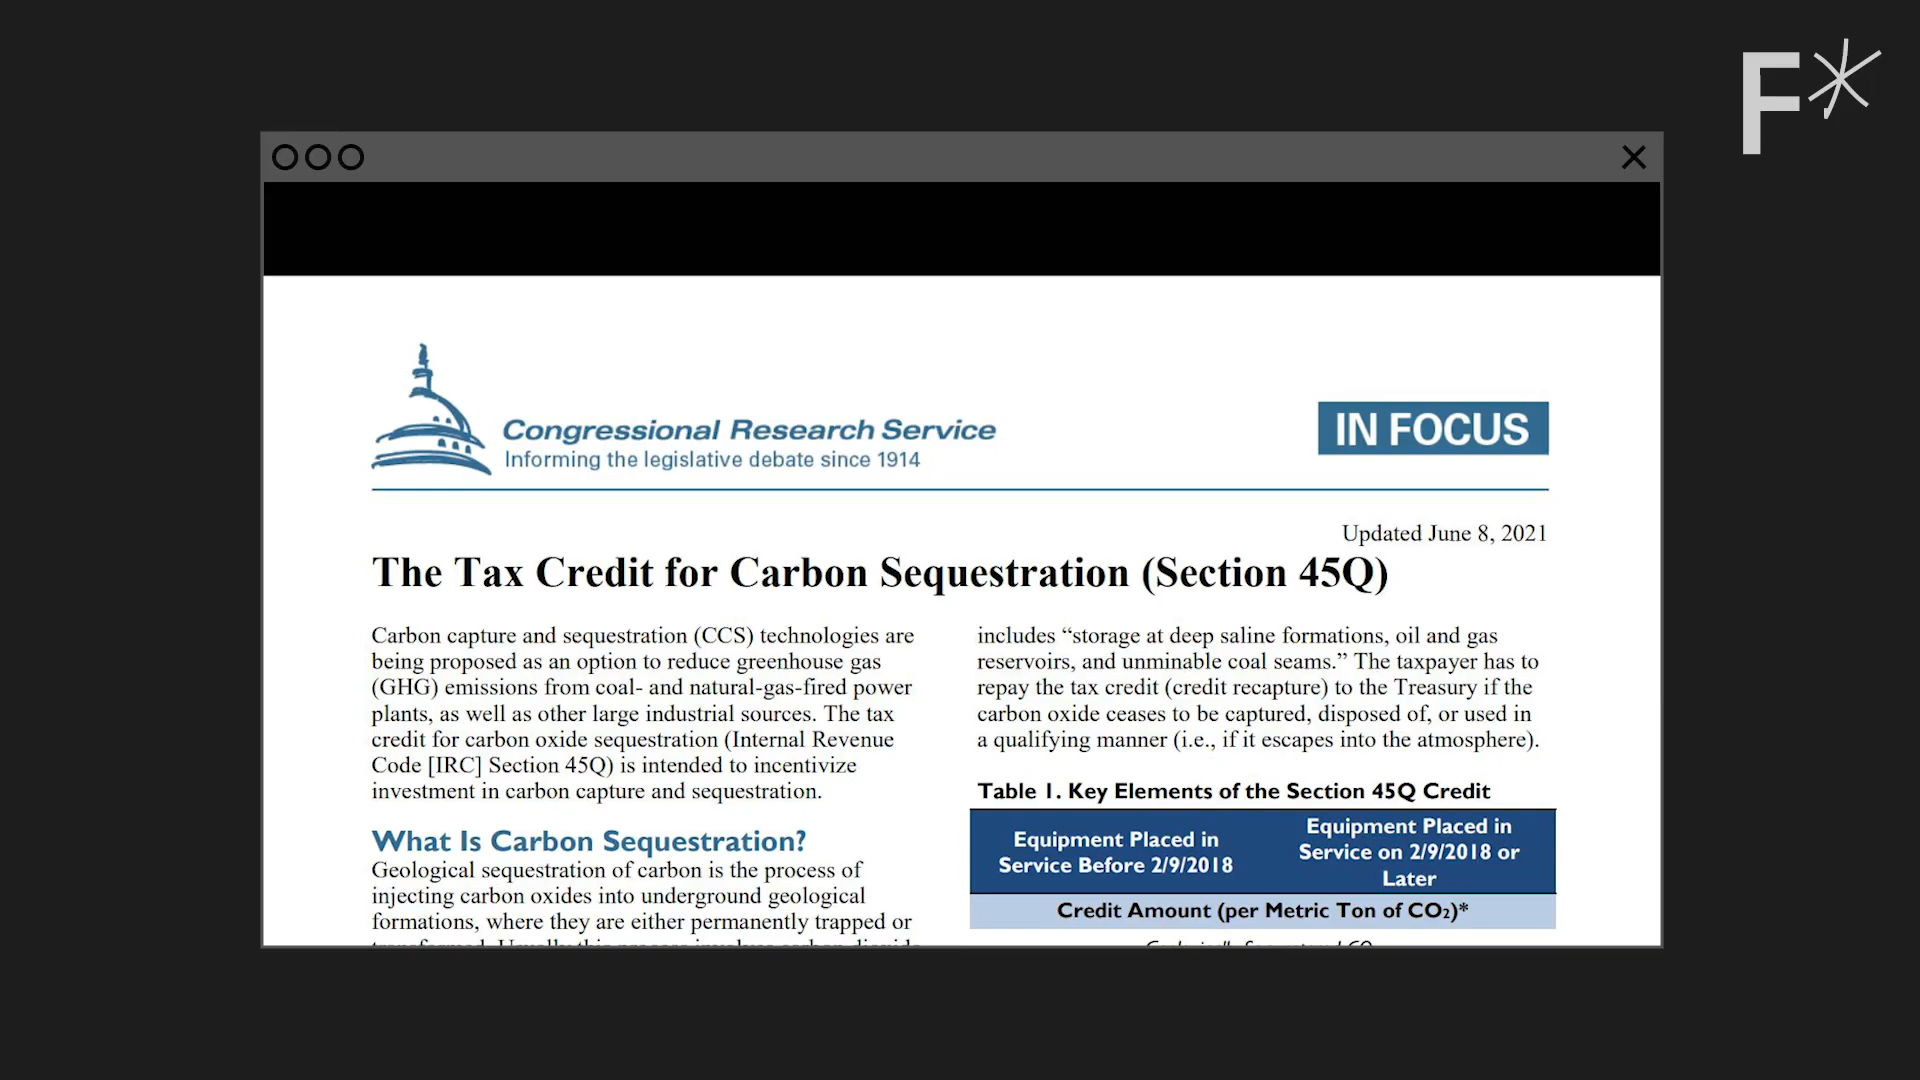 F*
Congressional Research Service
Informing the legislative debate since 1914
IN FOCUS
Updated June 8, 2021
The Tax Credit for Carbon Sequestration (Section 45Q)
Carbon capture and sequestration (CCS) technologies are
being proposed as an option to reduce greenhouse gas
(GHG) emissions from coal- and natural-gas-fired power
plants, as well as other large industrial sources. The tax
credit for carbon oxide sequestration (Internal Revenue
Code [IRC] Section 45Q) is intended to incentivize
investment in carbon capture and sequestration.
What Is Carbon Sequestration?
Geological sequestration of carbon is the process of
injecting carbon oxides into underground geological
formations, where they are either permanently trapped or
includes “storage at deep saline formations, oil and gas
reservoirs, and unminable coal seams.” The taxpayer has to
repay the tax credit (credit recapture) to the Treasury if the
carbon oxide ceases to be captured, disposed of, or used in
a qualifying manner (i.e., if it escapes into the atmosphere).
Table 1. Key Elements of the Section 45Q Credit
Equipment Placed in
Service Before 2/9/2018
Equipment Placed in
Service on 2/9/2018 or
Later
Credit Amount (per Metric Ton of CO₂)*